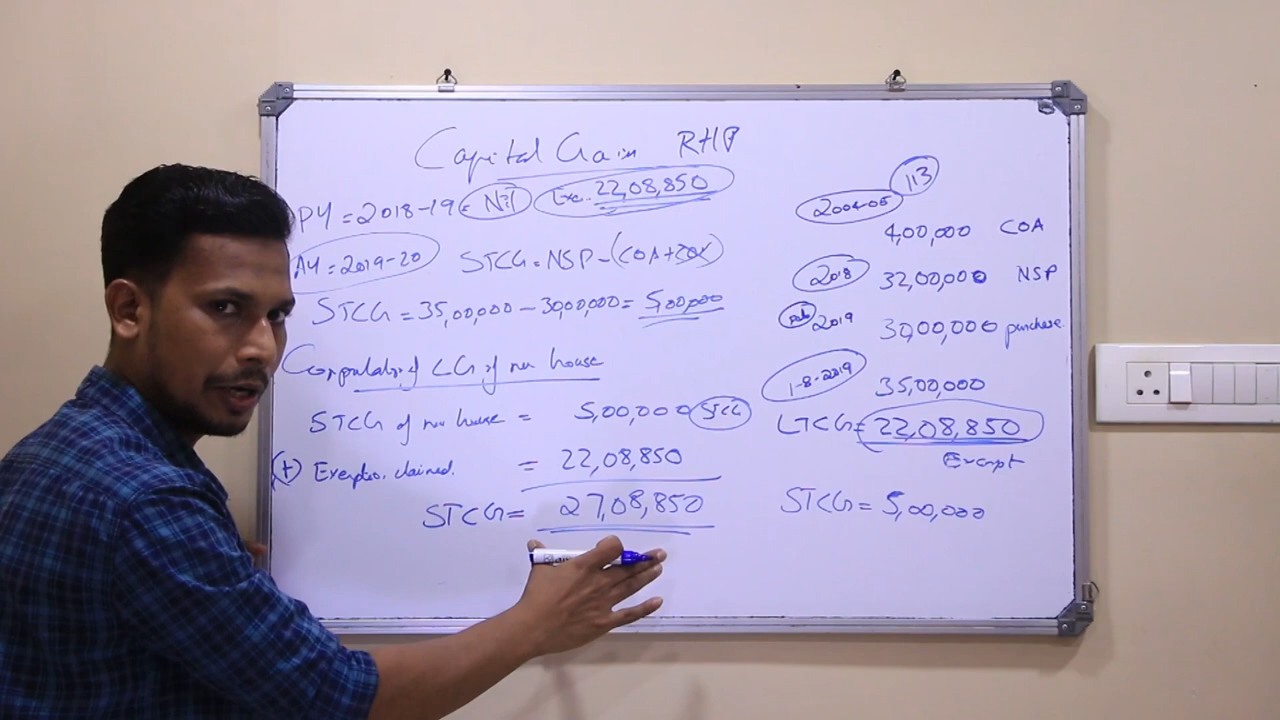 Capital Gain RHP
PY = 2018-19 = Nil Exe. 22,08,850
AY = 2019-20 STCG = NSP - (COA + COI)
STCG = 35,00,000 - 30,00,000 = 5,00,000
Computation of CG of new house
STCG of new house = 5,00,000 STCG
(+) Exemption claimed. = 22,08,850
STCG = 27,08,850
113
2004-05
4,00,000 COA
2018 32,00,000 NSP
2019 30,00,000 purchase
1-8-2019 35,00,000
LTCG = 22,08,850
Exempt
STCG = 5,00,000